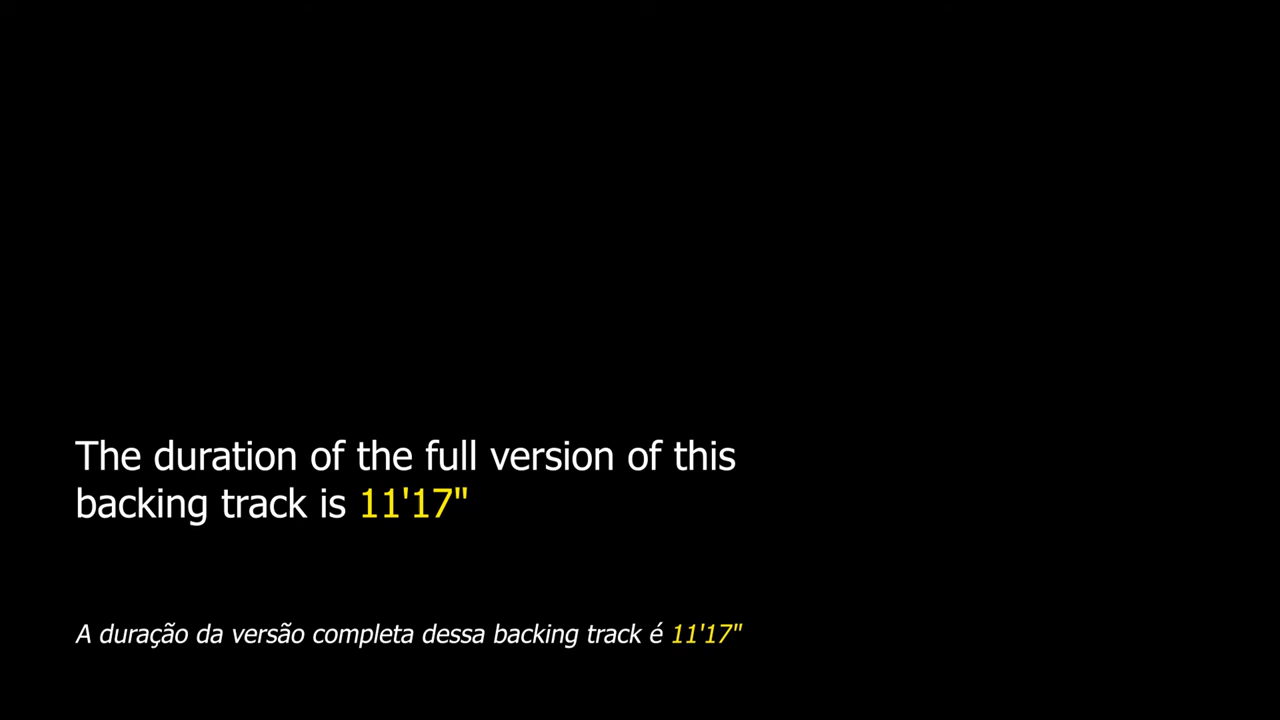 The duration of the full version of this
backing track is 11'17"
A duração da versão completa dessa backing track é 11'17"